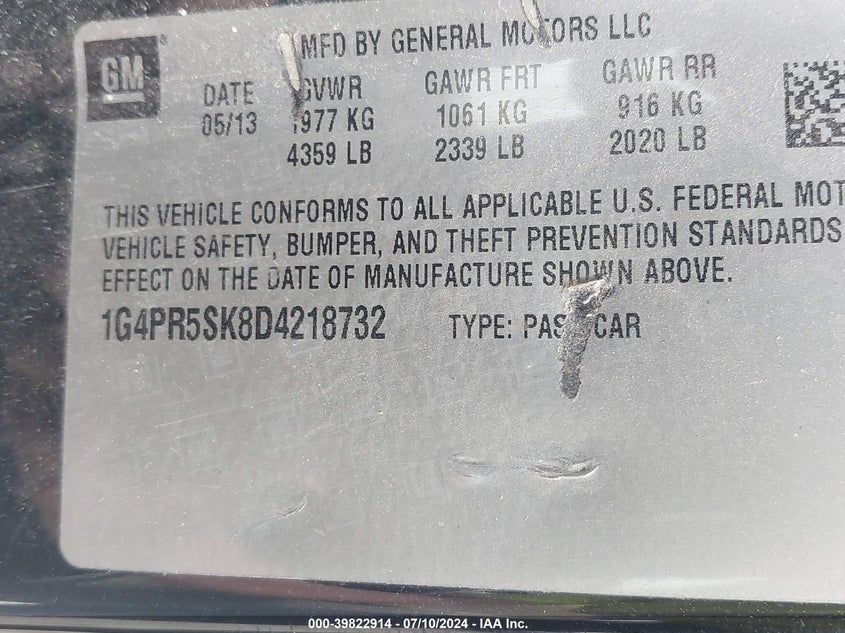 GM
MFD BY GENERAL MOTORS LLC
DATE GVWR GAWR FRT GAWR RR
05/13 1977 KG 1061 KG 916 KG
4359 LB 2339 LB 2020 LB
THIS VEHICLE CONFORMS TO ALL APPLICABLE U.S. FEDERAL MOT
VEHICLE SAFETY, BUMPER, AND THEFT PREVENTION STANDARDS
EFFECT ON THE DATE OF MANUFACTURE SHOWN ABOVE.
1G4PR5SK8D4218732 TYPE: PASS CAR
000-39822914 - 07/10/2024 - IAA Inc.